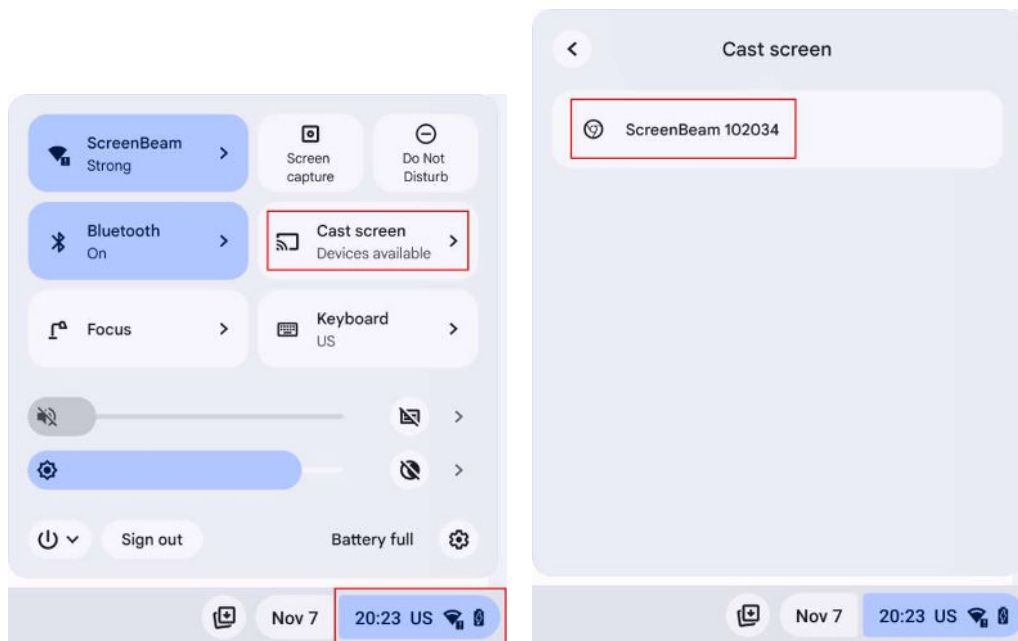 ScreenBeam
Strong
Screen
capture
Do Not
Disturb
Bluetooth
On
Cast screen
Devices available
Focus
Keyboard
US
Sign out
Battery full
Nov 7
20:23 US
Cast screen
ScreenBeam 102034
Nov 7
20:23 US